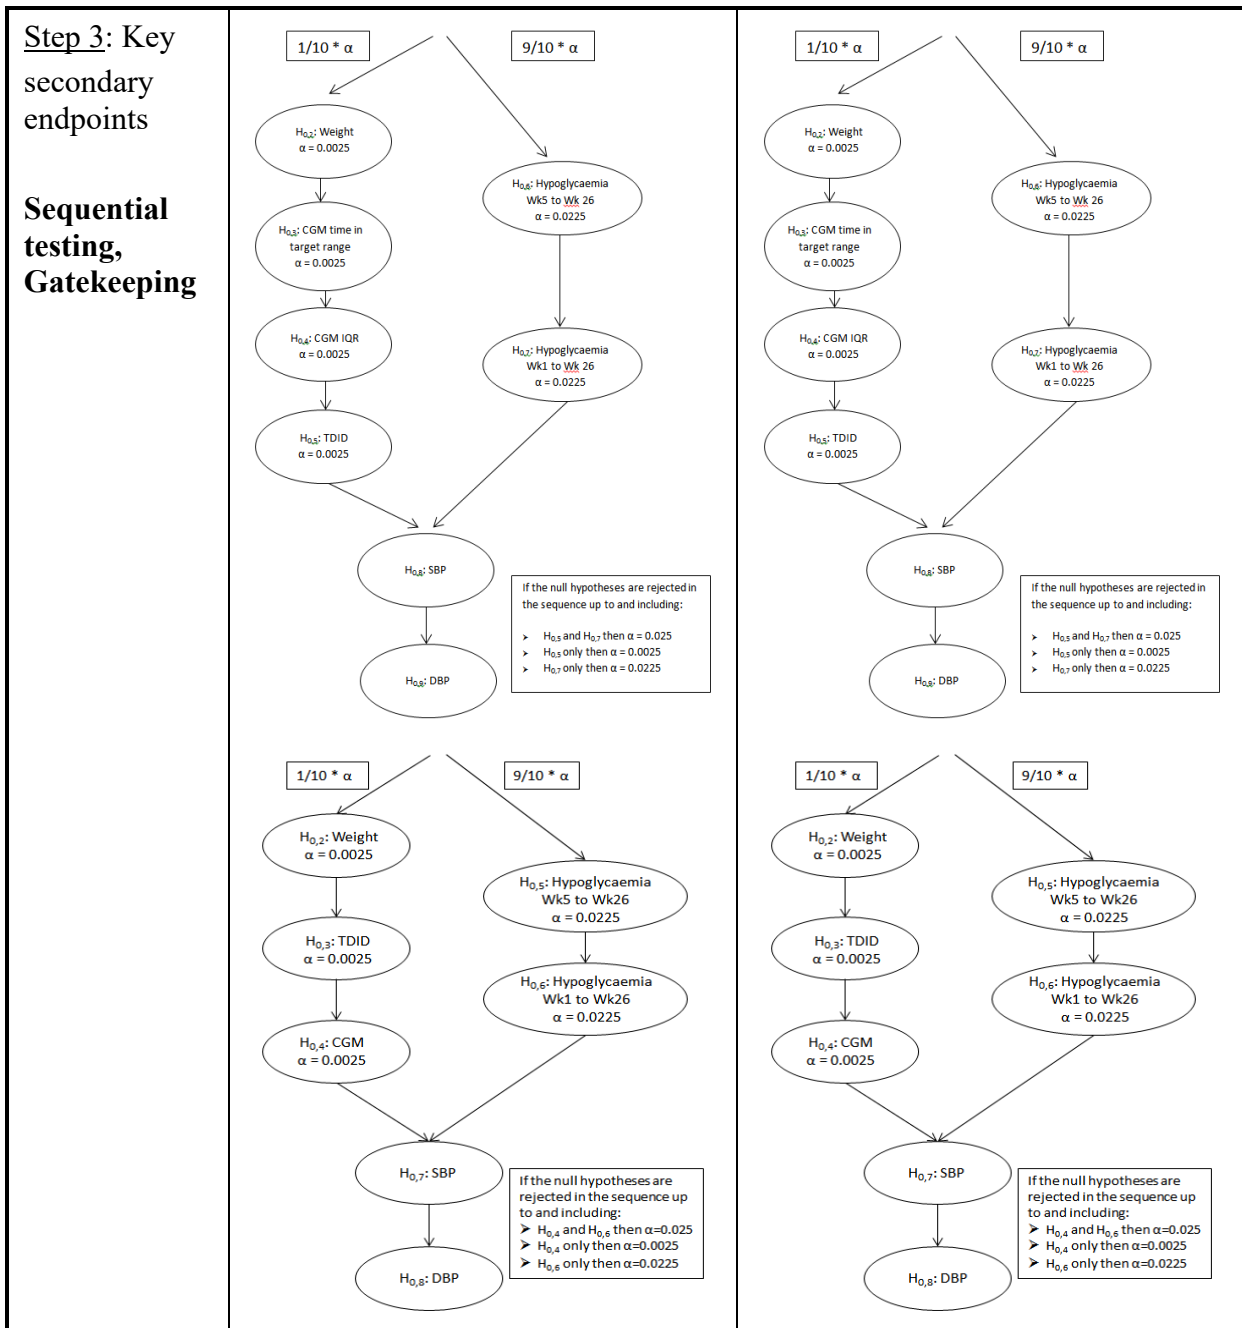 Step 3: Key
secondary
endpoints
Sequential
testing,
Gatekeeping
1/10 * α
9/10 * α
H0,2: Weight
α = 0.0025
H0,6: Hypoglycaemia
Wk5 to Wk 26
α = 0.0225
H0,3: CGM time in
target range
α = 0.0025
H0,4: CGM IQR
α = 0.0025
H0,7: Hypoglycaemia
Wk1 to Wk 26
α = 0.0225
H0,5: TDID
α = 0.0025
H0,8: SBP
If the null hypotheses are rejected in
the sequence up to and including:
➢ H0,5 and H0,7 then α = 0.025
➢ H0,5 only then α = 0.0025
➢ H0,7 only then α = 0.0225
H0,9: DBP
1/10 * α
9/10 * α
H0,2: Weight
α = 0.0025
H0,6: Hypoglycaemia
Wk5 to Wk 26
α = 0.0225
H0,3: CGM time in
target range
α = 0.0025
H0,4: CGM IQR
α = 0.0025
H0,7: Hypoglycaemia
Wk1 to Wk 26
α = 0.0225
H0,5: TDID
α = 0.0025
H0,8: SBP
If the null hypotheses are rejected in
the sequence up to and including:
➢ H0,5 and H0,7 then α = 0.025
➢ H0,5 only then α = 0.0025
➢ H0,7 only then α = 0.0225
H0,9: DBP
1/10 * α
9/10 * α
H0,2: Weight
α = 0.0025
H0,5: Hypoglycaemia
Wk5 to Wk26
α = 0.0225
H0,3: TDID
α = 0.0025
H0,6: Hypoglycaemia
Wk1 to Wk26
α = 0.0225
H0,4: CGM
α = 0.0025
H0,7: SBP
If the null hypotheses are
rejected in the sequence up
to and including:
➢ H0,4 and H0,6 then α=0.025
➢ H0,4 only then α=0.0025
➢ H0,6 only then α=0.0225
H0,8: DBP
1/10 * α
9/10 * α
H0,2: Weight
α = 0.0025
H0,5: Hypoglycaemia
Wk5 to Wk26
α = 0.0225
H0,3: TDID
α = 0.0025
H0,6: Hypoglycaemia
Wk1 to Wk26
α = 0.0225
H0,4: CGM
α = 0.0025
H0,7: SBP
If the null hypotheses are
rejected in the sequence up
to and including:
➢ H0,4 and H0,6 then α=0.025
➢ H0,4 only then α=0.0025
➢ H0,6 only then α=0.0225
H0,8: DBP